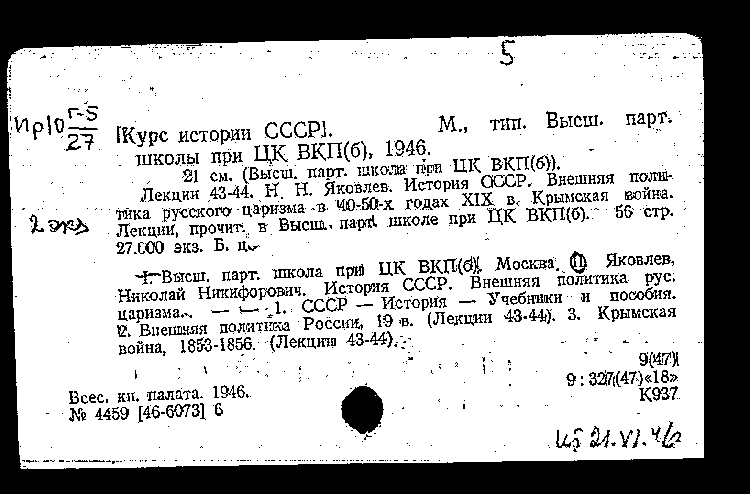 5
Пр10 Г-5
27
[Курс истории СССР]. М., тип. Высш. парт.
школы при ЦК ВКП(б), 1946.
21 см. (Высш. парт. школа при ЦК ВКП(б)).
Лекции 43-44. Н. Н. Яковлев. История СССР. Внешняя поли-
тика русского царизма в 40-50-х годах XIX в. Крымская война.
Лекции, прочит. в Высш. парт. школе при ЦК ВКП(б). 56 стр.
2 экз
27.000 экз. Б. ц.
1. Высш. парт. школа при ЦК ВКП(б). Москва. II Яковлев,
Николай Никифорович. История СССР. Внешняя политика рус.
царизма. — — 1. СССР — История — Учебники и пособия.
2. Внешняя политика России, 19 в. (Лекции 43-44). 3. Крымская
война, 1853-1856. (Лекции 43-44).
9(47)
9 : 327(47)«18»
Всес. кн. палата. 1946.
К937
№ 4459 [46-6073] 6
21.VI.46